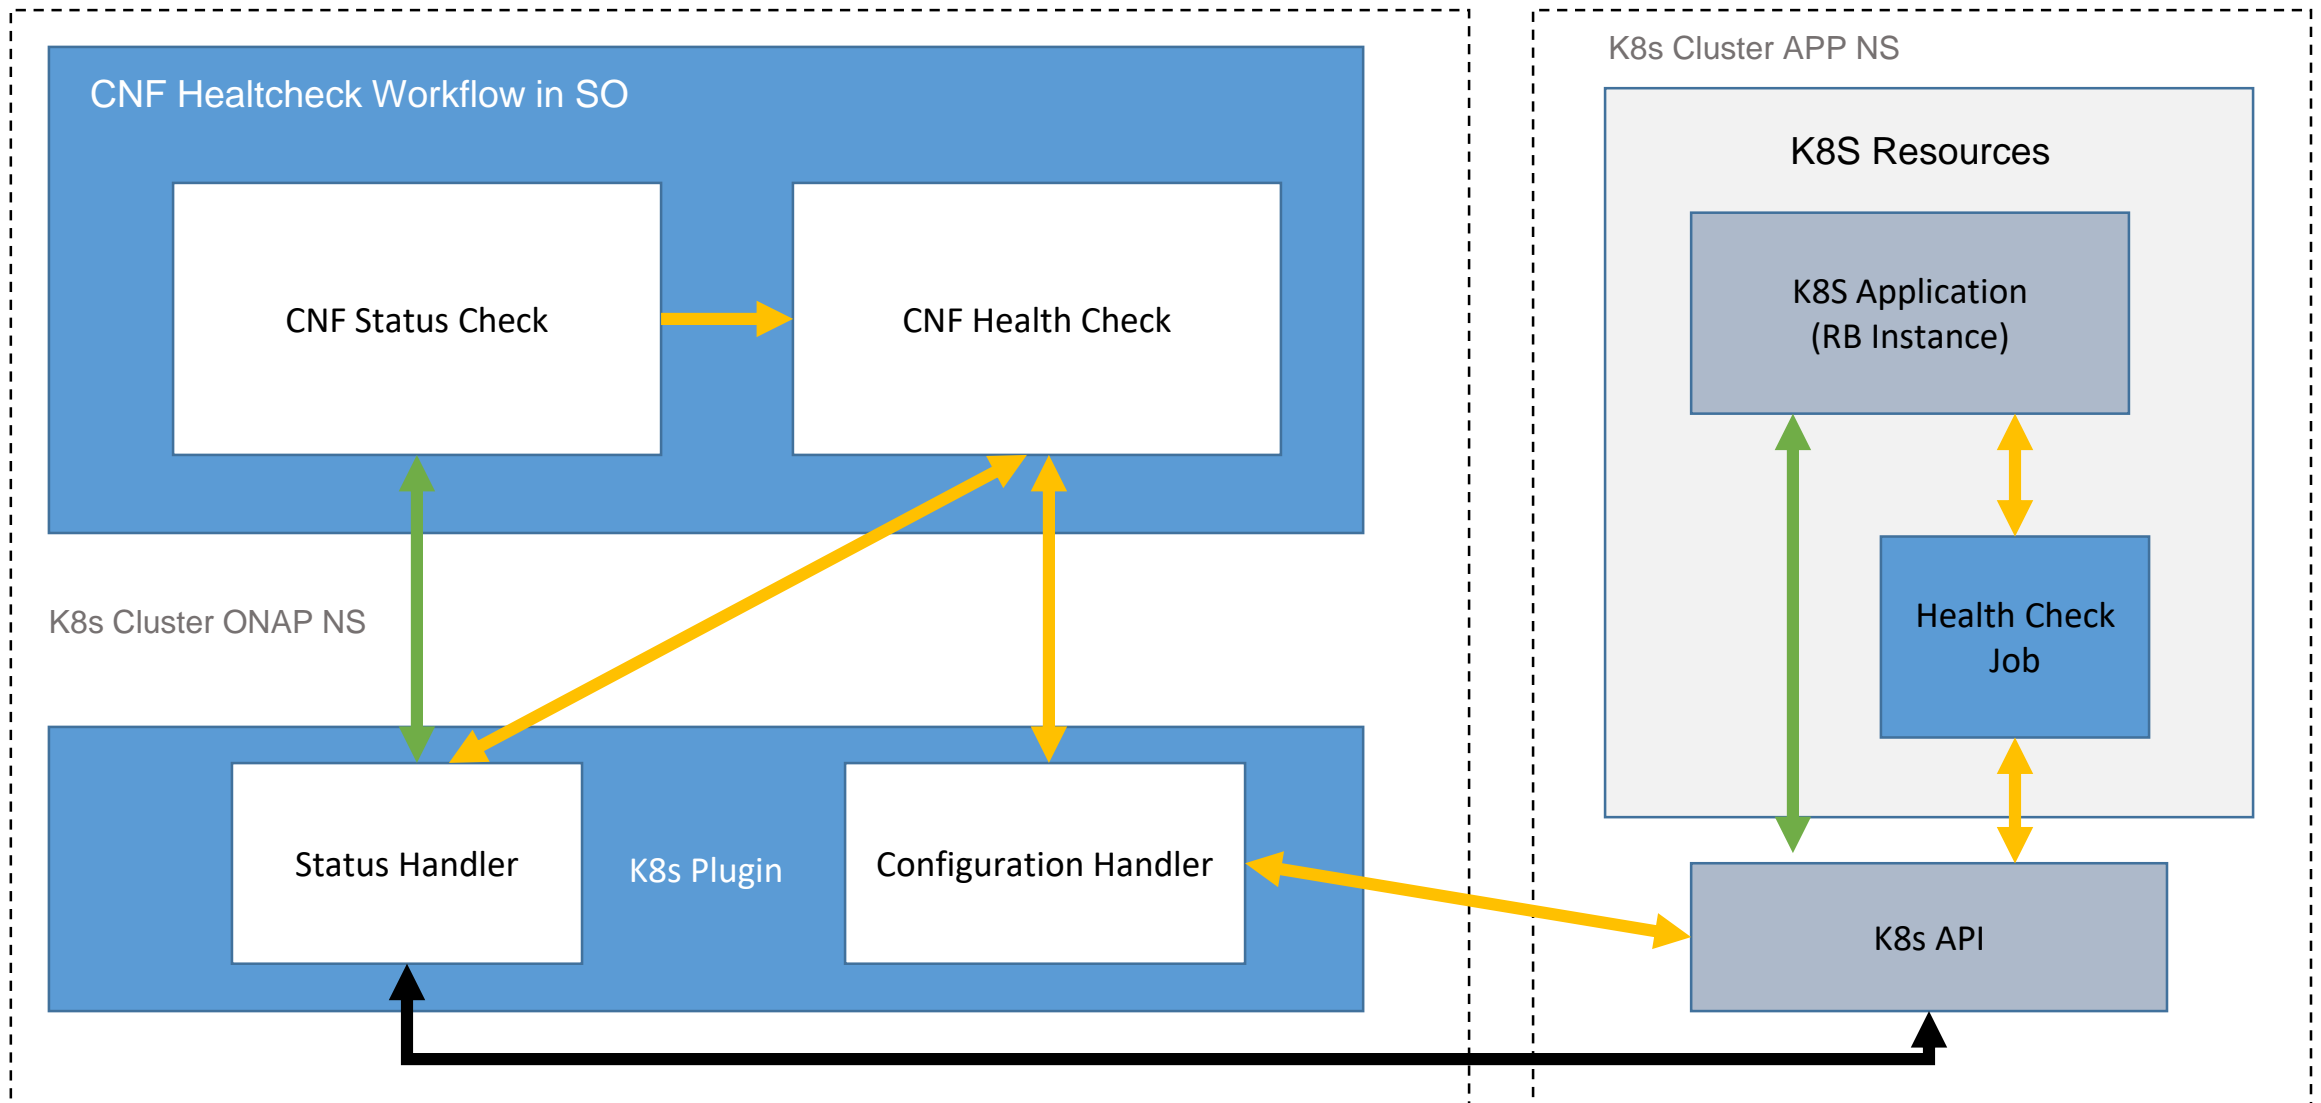 K8s Cluster APP NS
CNF Healtcheck Workflow in SO
K8S Resources
CNF Status Check
CNF Health Check
K8S Application
(RB Instance)
K8s Cluster ONAP NS
Health Check
Job
Status Handler
K8s Plugin
Configuration Handler
K8s API